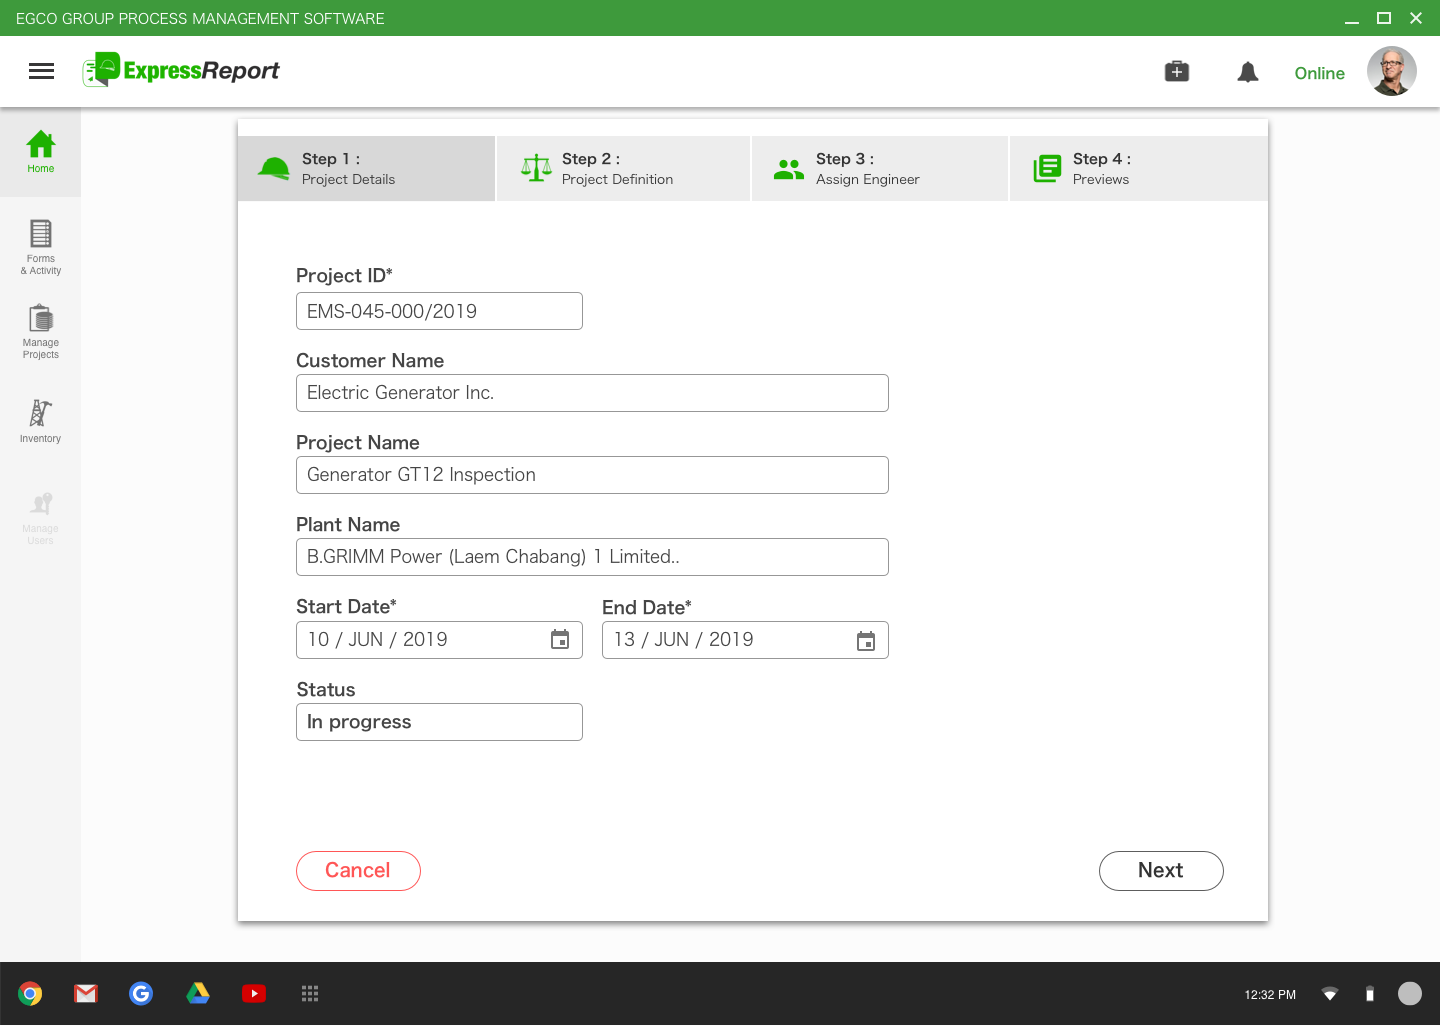 EGCO GROUP PROCESS MANAGEMENT SOFTWARE
ExpressReport
Online
Home
Forms
& Activity
Manage
Projects
Inventory
Manage
Users
Step 1 :
Project Details
Step 2 :
Project Definition
Step 3 :
Assign Engineer
Step 4 :
Previews
Project ID*
EMS-045-000/2019
Customer Name
Electric Generator Inc.
Project Name
Generator GT12 Inspection
Plant Name
B.GRIMM Power (Laem Chabang) 1 Limited..
Start Date*
End Date*
10 / JUN / 2019
13 / JUN / 2019
Status
In progress
Cancel
Next
12:32 PM